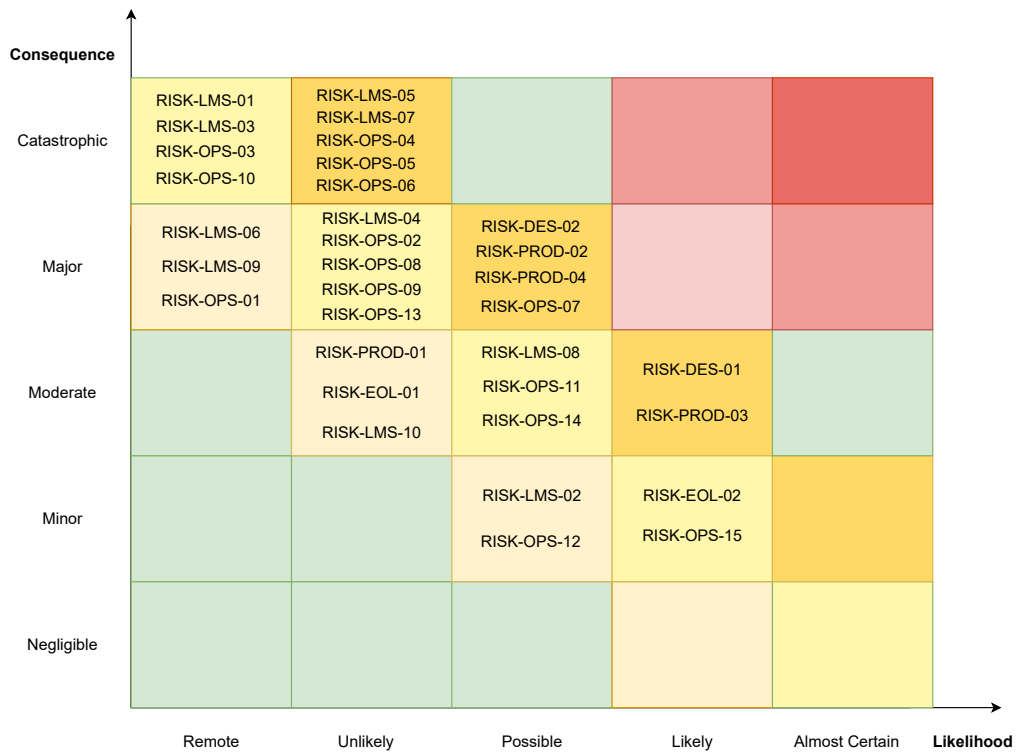 Consequence
Catastrophic
RISK-LMS-01
RISK-LMS-03
RISK-OPS-03
RISK-OPS-10
RISK-LMS-05
RISK-LMS-07
RISK-OPS-04
RISK-OPS-05
RISK-OPS-06
Major
RISK-LMS-06
RISK-LMS-09
RISK-OPS-01
RISK-LMS-04
RISK-OPS-02
RISK-OPS-08
RISK-OPS-09
RISK-OPS-13
RISK-DES-02
RISK-PROD-02
RISK-PROD-04
RISK-OPS-07
Moderate
RISK-PROD-01
RISK-EOL-01
RISK-LMS-10
RISK-LMS-08
RISK-OPS-11
RISK-OPS-14
RISK-DES-01
RISK-PROD-03
Minor
RISK-LMS-02
RISK-OPS-12
RISK-EOL-02
RISK-OPS-15
Negligible
Remote
Unlikely
Possible
Likely
Almost Certain
Likelihood